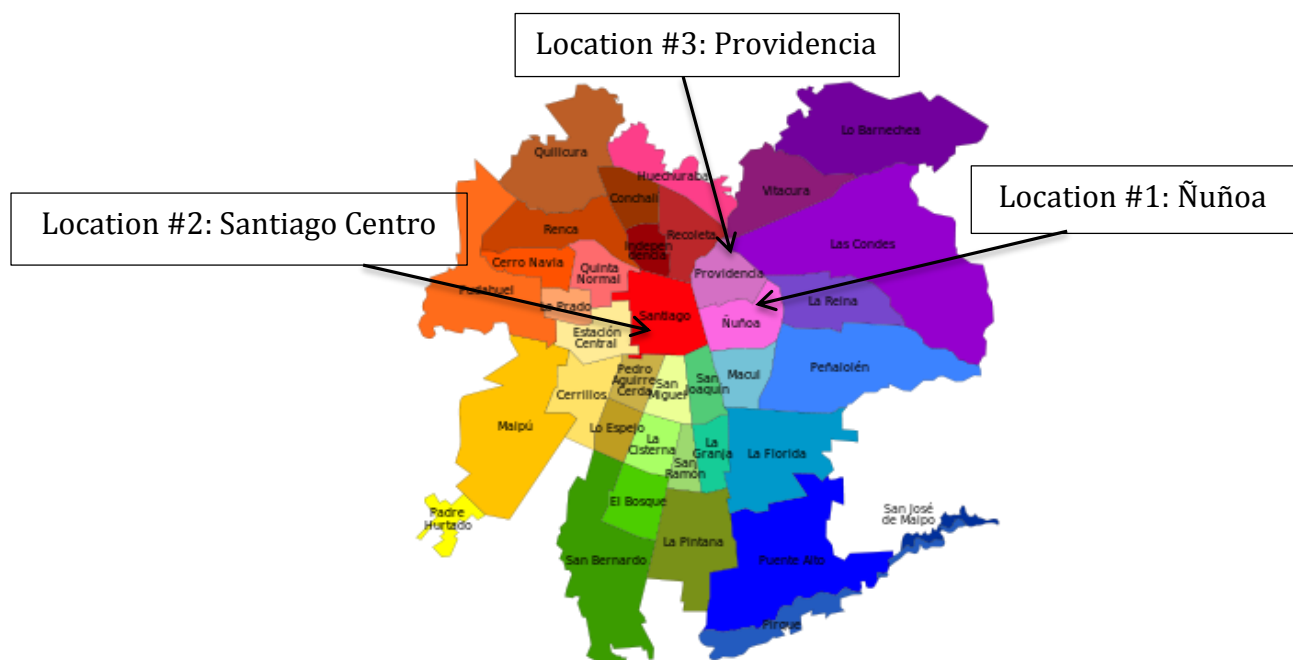 Location #3: Providencia
Lo Barnechea
Quilicura
Huechuraba
Vitacura
Conchalí
Location #2: Santiago Centro
Location #1: Ñuñoa
Renca
Recoleta
Indepen
dencia
Las Condes
Cerro Navia
Quinta
Normal
Providencia
Pudahuel
La Reina
Lo Prado
Santiago
Ñuñoa
Estación
Central
Pedro
Aguirre
Cerda
San
Miguel
San
Joaquín
Macul
Peñalolén
Cerrillos
Maipú
Lo Espejo
La
Cisterna
San
Ramón
La
Granja
La Florida
El Bosque
Padre
Hurtado
San José
de Maipo
La Pintana
San Bernardo
Puente Alto
Pirque